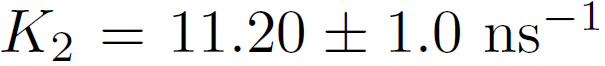 K₂ = 11.20 ± 1.0 ns⁻¹